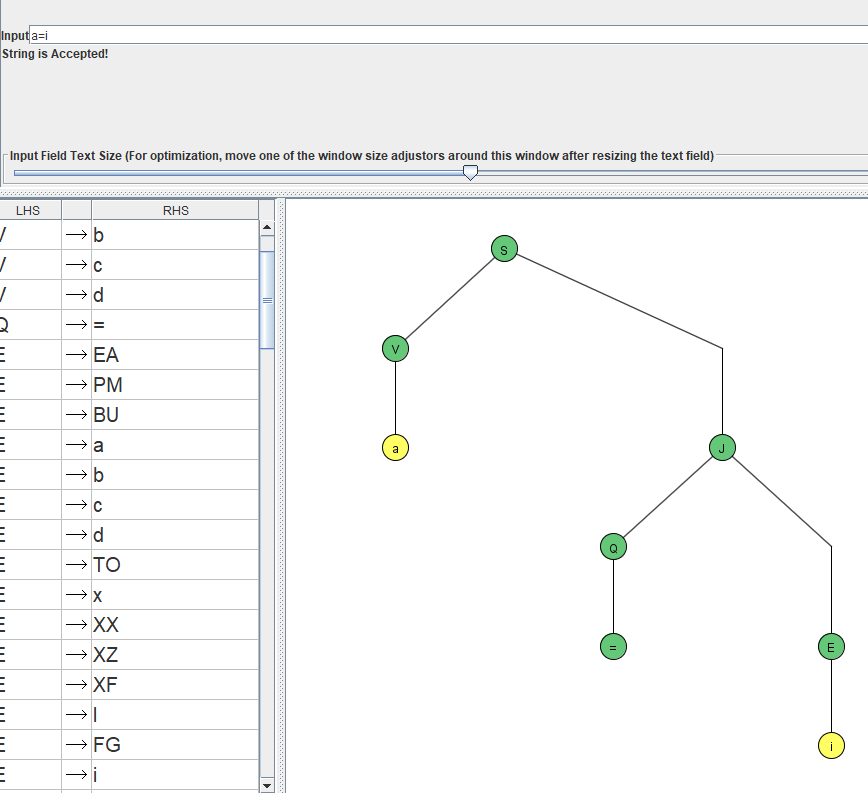 Input a=i
String is Accepted!
Input Field Text Size (For optimization, move one of the window size adjustors around this window after resizing the text field)
LHS RHS
V → b
V → c
V → d
Q → =
E → EA
E → PM
E → BU
E → a
E → b
E → c
E → d
E → TO
E → x
E → XX
E → XZ
E → XF
E → l
E → FG
E → i
S
V
a
J
Q
=
E
i